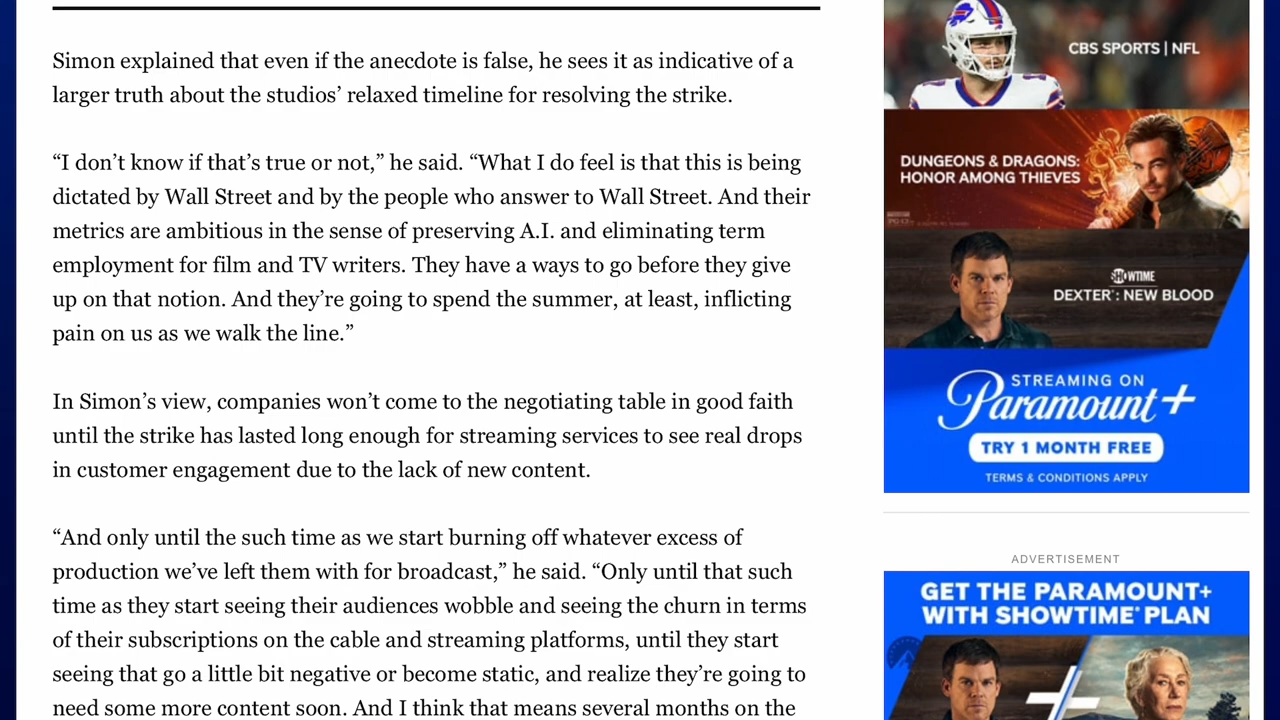 Simon explained that even if the anecdote is false, he sees it as indicative of a
larger truth about the studios’ relaxed timeline for resolving the strike.
“I don’t know if that’s true or not,” he said. “What I do feel is that this is being
dictated by Wall Street and by the people who answer to Wall Street. And their
metrics are ambitious in the sense of preserving A.I. and eliminating term
employment for film and TV writers. They have a ways to go before they give
up on that notion. And they’re going to spend the summer, at least, inflicting
pain on us as we walk the line.”
In Simon’s view, companies won’t come to the negotiating table in good faith
until the strike has lasted long enough for streaming services to see real drops
in customer engagement due to the lack of new content.
“And only until the such time as we start burning off whatever excess of
production we’ve left them with for broadcast,” he said. “Only until that such
time as they start seeing their audiences wobble and seeing the churn in terms
of their subscriptions on the cable and streaming platforms, until they start
seeing that go a little bit negative or become static, and realize they’re going to
need some more content soon. And I think that means several months on the
CBS SPORTS | NFL
DUNGEONS & DRAGONS:
HONOR AMONG THIEVES
SHOWTIME
DEXTER®: NEW BLOOD
STREAMING ON
Paramount+
TRY 1 MONTH FREE
TERMS & CONDITIONS APPLY
ADVERTISEMENT
GET THE PARAMOUNT+
WITH SHOWTIME® PLAN